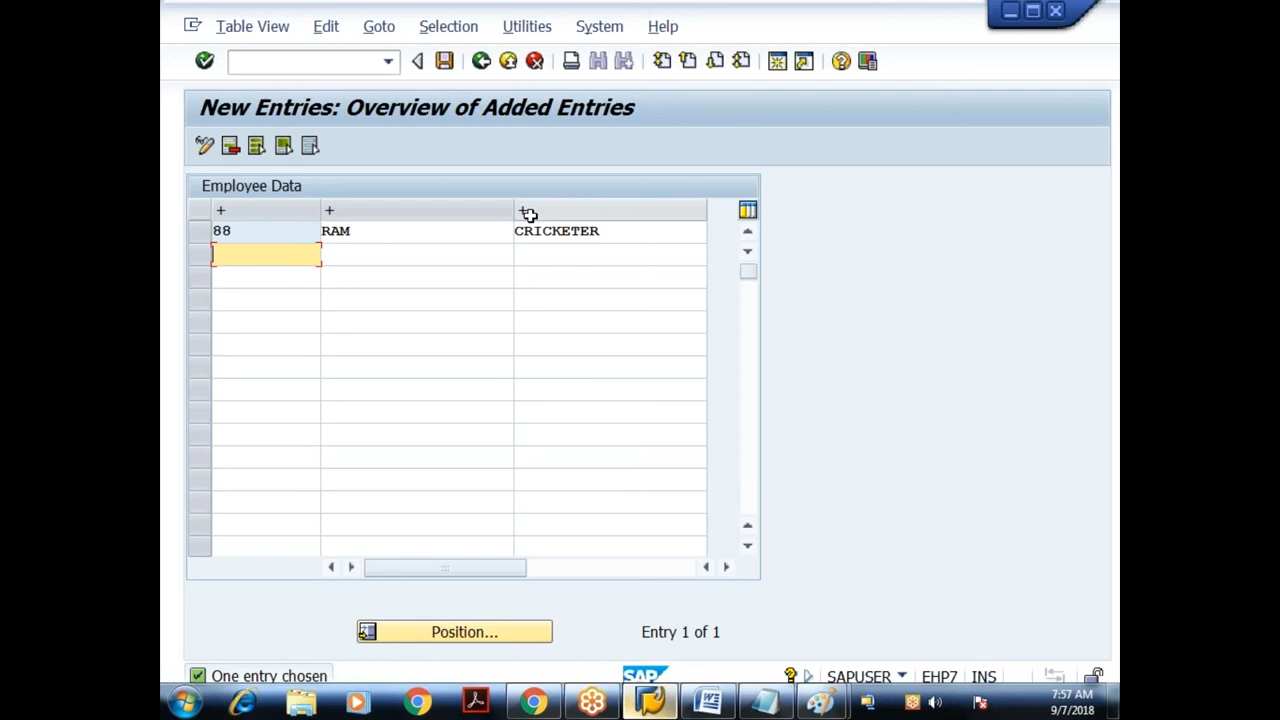 Table View Edit Goto Selection Utilities System Help
New Entries: Overview of Added Entries
Employee Data
+ + +
88 RAM CRICKETER
Position... Entry 1 of 1
One entry chosen SAP SAPUSER EHP7 INS
7:57 AM
9/7/2018